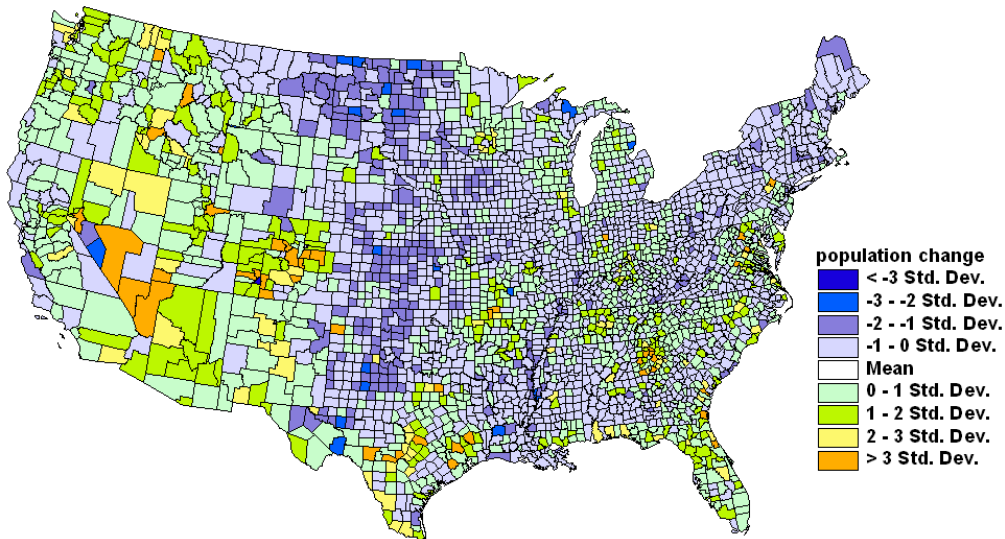 population change
< -3 Std. Dev.
-3 - -2 Std. Dev.
-2 - -1 Std. Dev.
-1 - 0 Std. Dev.
Mean
0 - 1 Std. Dev.
1 - 2 Std. Dev.
2 - 3 Std. Dev.
> 3 Std. Dev.